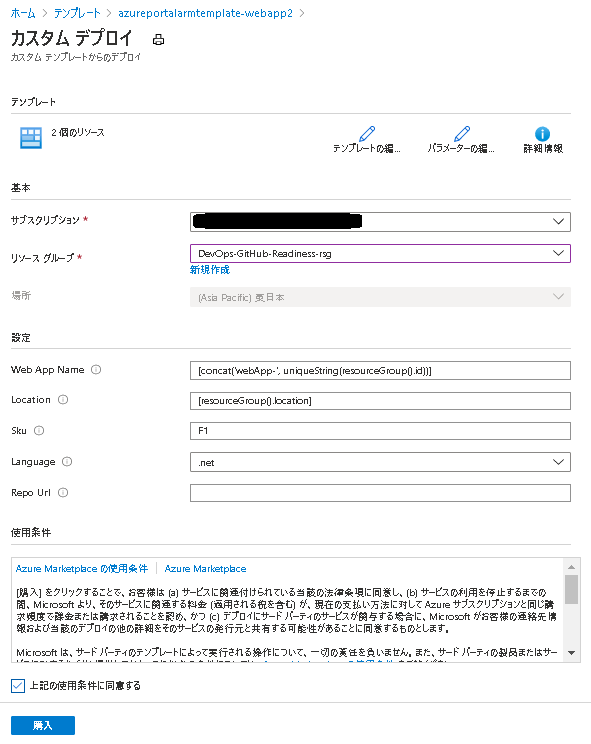 ホーム > テンプレート > azureportalarmtemplate-webapp2 >
カスタム デプロイ
カスタム テンプレートからのデプロイ
テンプレート
2 個のリソース
テンプレートの編... パラメーターの編... 詳細情報
基本
サブスクリプション *
リソース グループ * DevOps-GitHub-Readiness-rsg
新規作成
場所 (Asia Pacific) 東日本
設定
Web App Name [concat('webApp-', uniqueString(resourceGroup().id))]
Location [resourceGroup().location]
Sku F1
Language .net
Repo Url
使用条件
Azure Marketplace の使用条件 | Azure Marketplace
[購入] をクリックすることで、お客様は (a) サービスに関連付けられている当該の法律条項に同意し、(b) サービスの利用を停止するまでの
間、Microsoft より、そのサービスに関連する料金 (適用される税を含む) が、現在の支払い方法に対して Azure サブスクリプションと同じ請
求頻度で課金または請求されることを認め、かつ (c) デプロイにサード パーティのサービスが関与する場合に、Microsoft がお客様の連絡先情
報および当該のデプロイの他の詳細をそのサービスの発行元と共有する可能性があることに同意するものとします。
Microsoft は、サード パーティのテンプレートによって実行される操作について、一切の責任を負いません。また、サード パーティの製品またはサー
上記の使用条件に同意する
購入